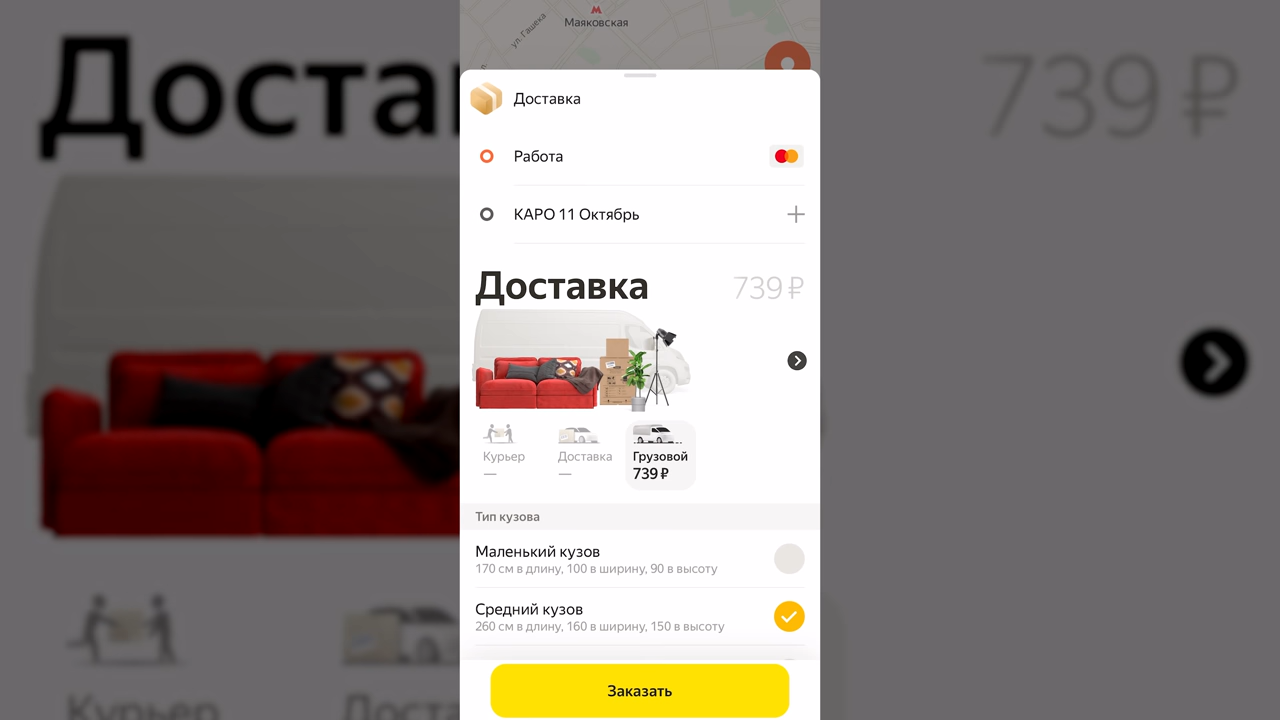 Маяковская
ул. Гашека
ул.
Доставка
Работа
КАРО 11 Октябрь
Доставка
739 ₽
Курьер
—
Доставка
—
Грузовой
739 ₽
Тип кузова
Маленький кузов
170 см в длину, 100 в ширину, 90 в высоту
Средний кузов
260 см в длину, 160 в ширину, 150 в высоту
Заказать
Достав
739 ₽
Курьер
Доста